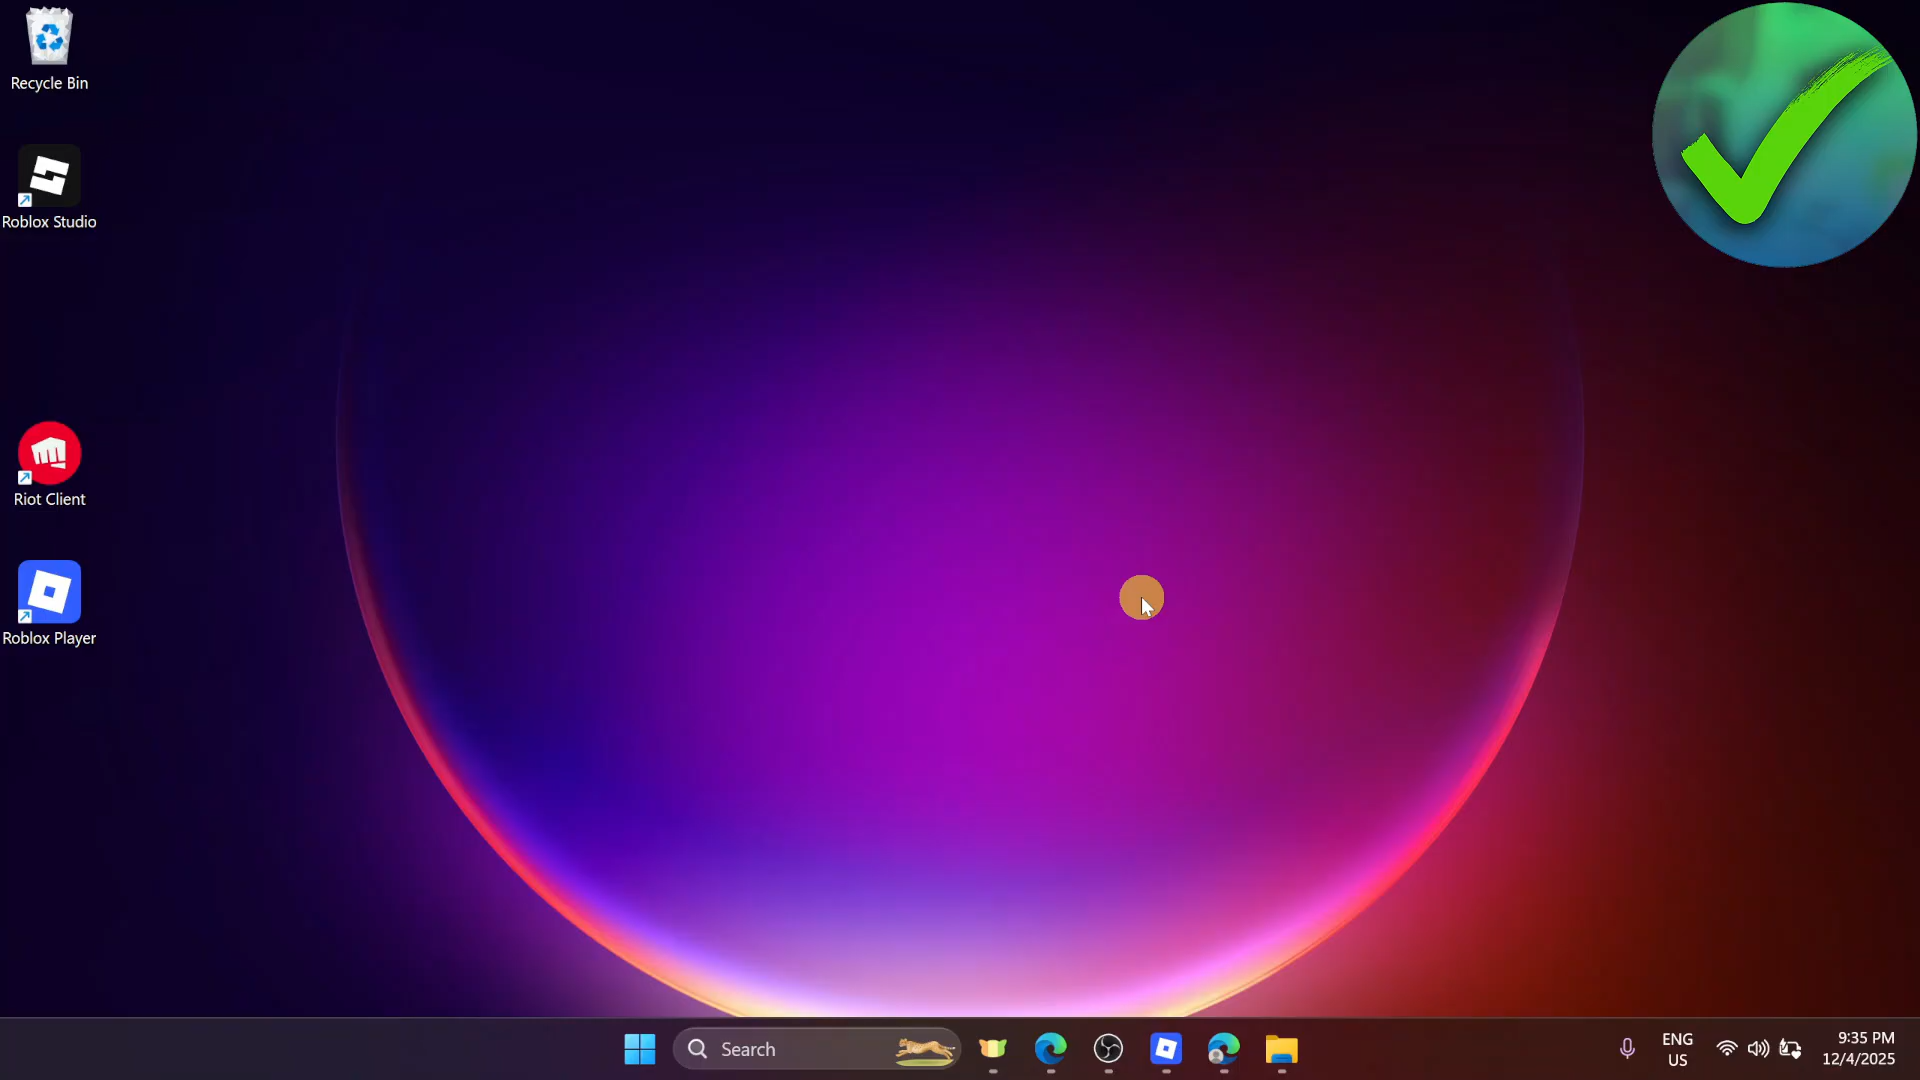 Recycle Bin
Roblox Studio
Riot Client
Roblox Player
Search
ENG
US
9:35 PM
12/4/2025